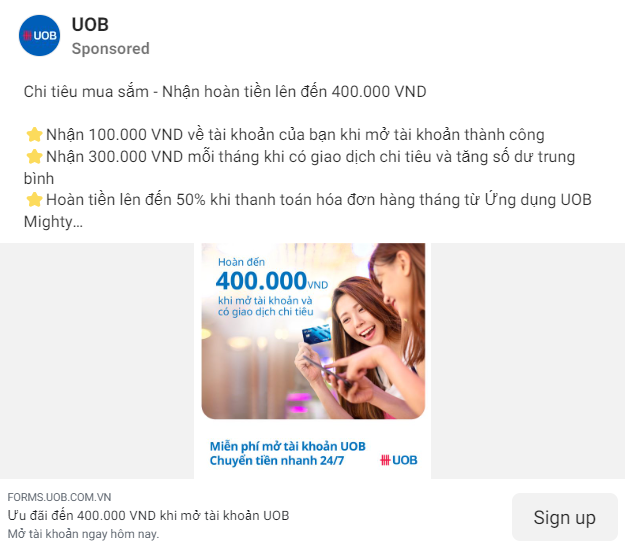 UOB
UOB
Sponsored
Chi tiêu mua sắm - Nhận hoàn tiền lên đến 400.000 VND
⭐Nhận 100.000 VND về tài khoản của bạn khi mở tài khoản thành công
⭐Nhận 300.000 VND mỗi tháng khi có giao dịch chi tiêu và tăng số dư trung
bình
⭐Hoàn tiền lên đến 50% khi thanh toán hóa đơn hàng tháng từ Ứng dụng UOB
Mighty…
Hoàn đến
400.000VND
khi mở tài khoản và
có giao dịch chi tiêu
Miễn phí mở tài khoản UOB
Chuyển tiền nhanh 24/7
UOB
FORMS.UOB.COM.VN
Ưu đãi đến 400.000 VND khi mở tài khoản UOB
Mở tài khoản ngay hôm nay.
Sign up